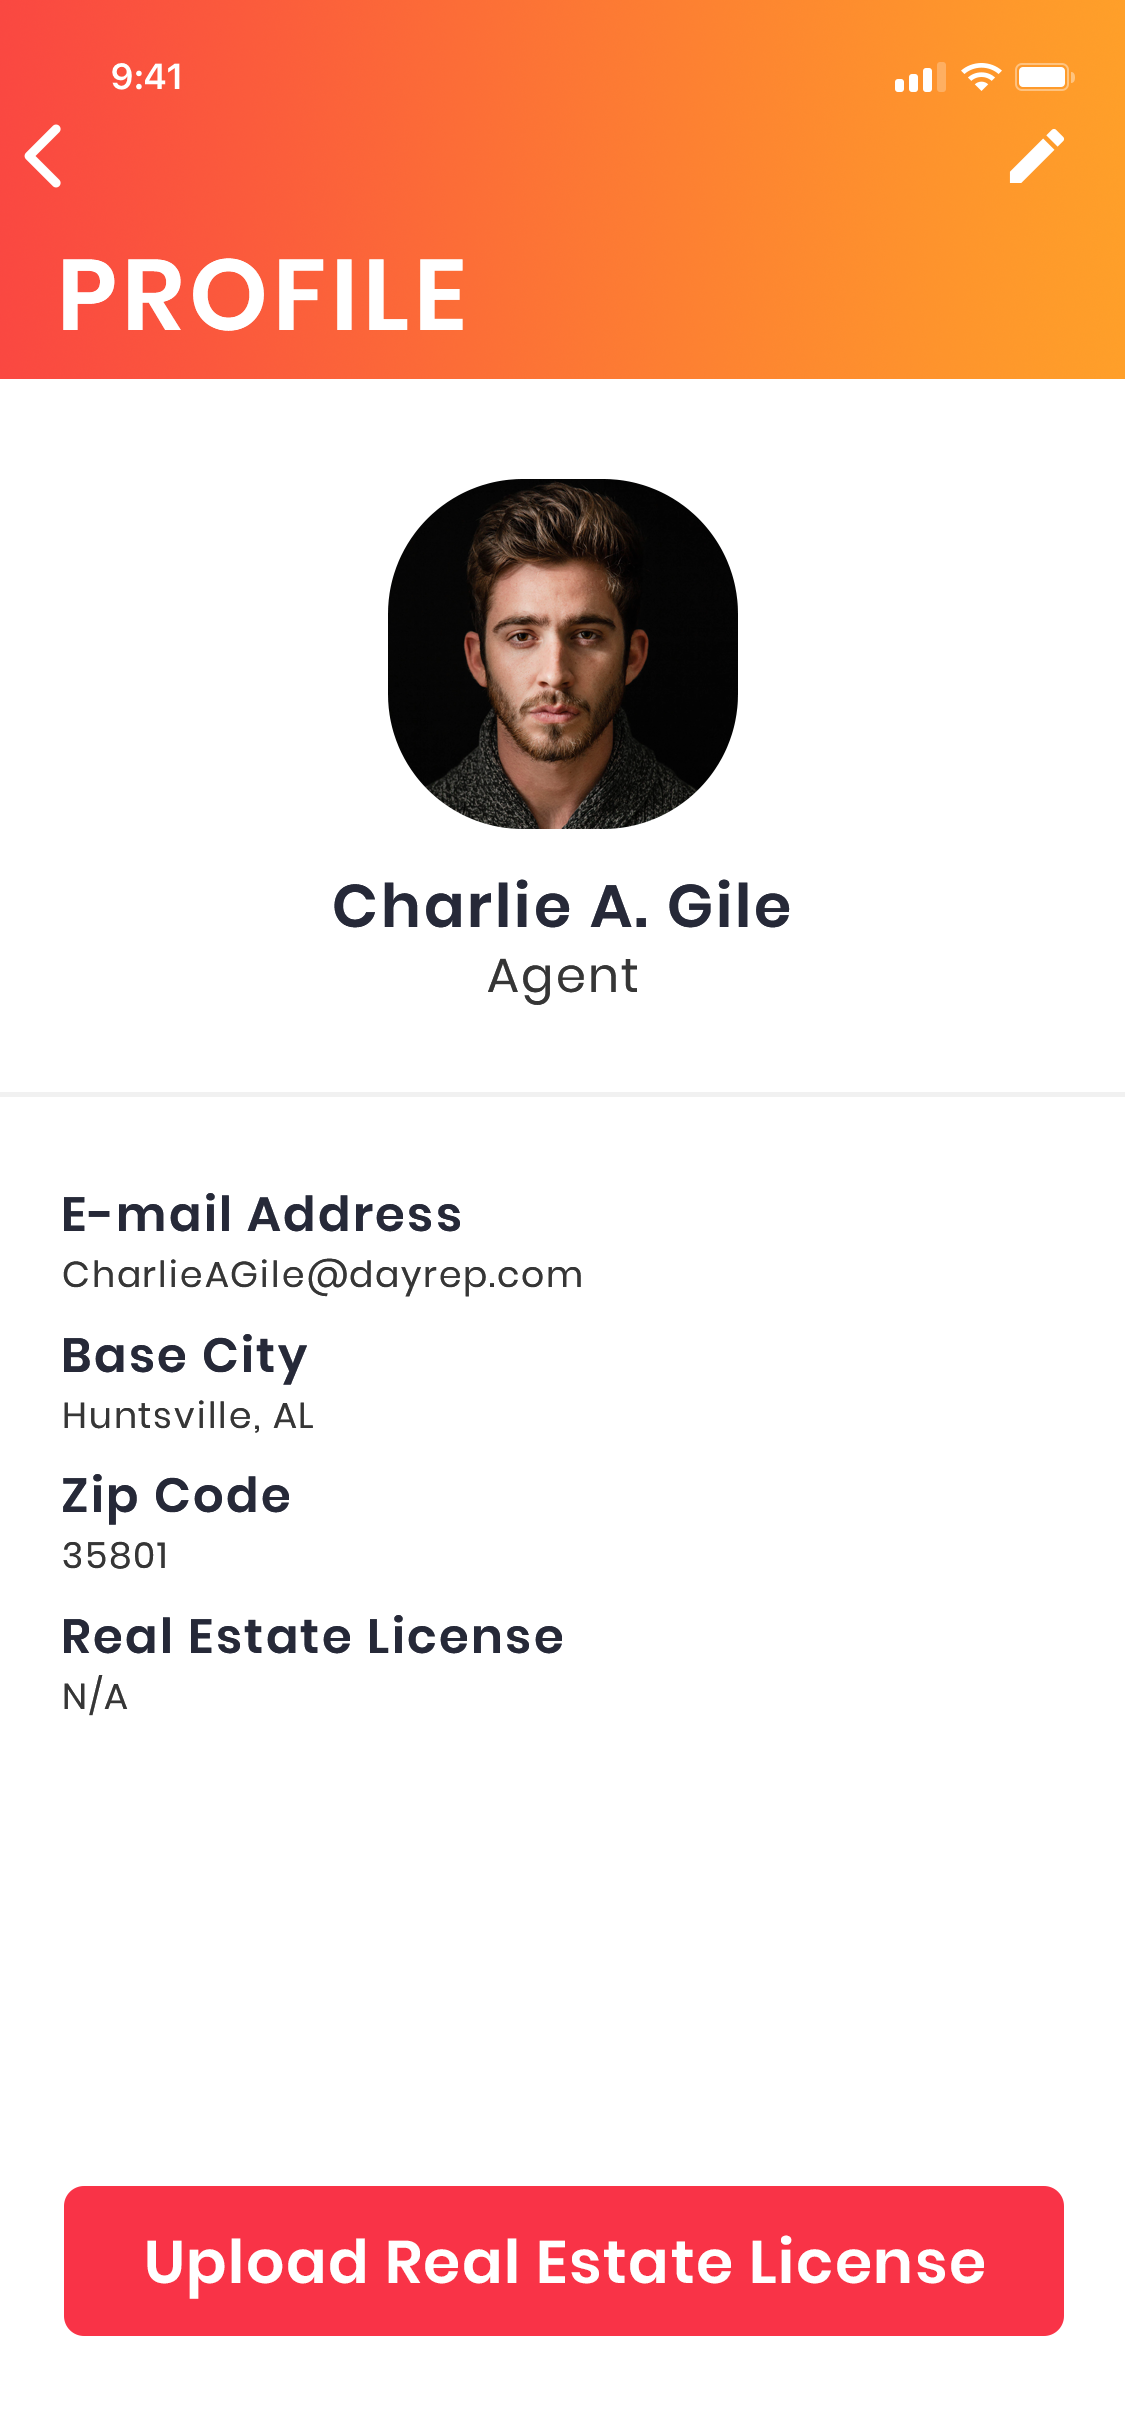 9:41
PROFILE
Charlie A. Gile
Agent
E-mail Address
CharlieAGile@dayrep.com
Base City
Huntsville, AL
Zip Code
35801
Real Estate License
N/A
Upload Real Estate License